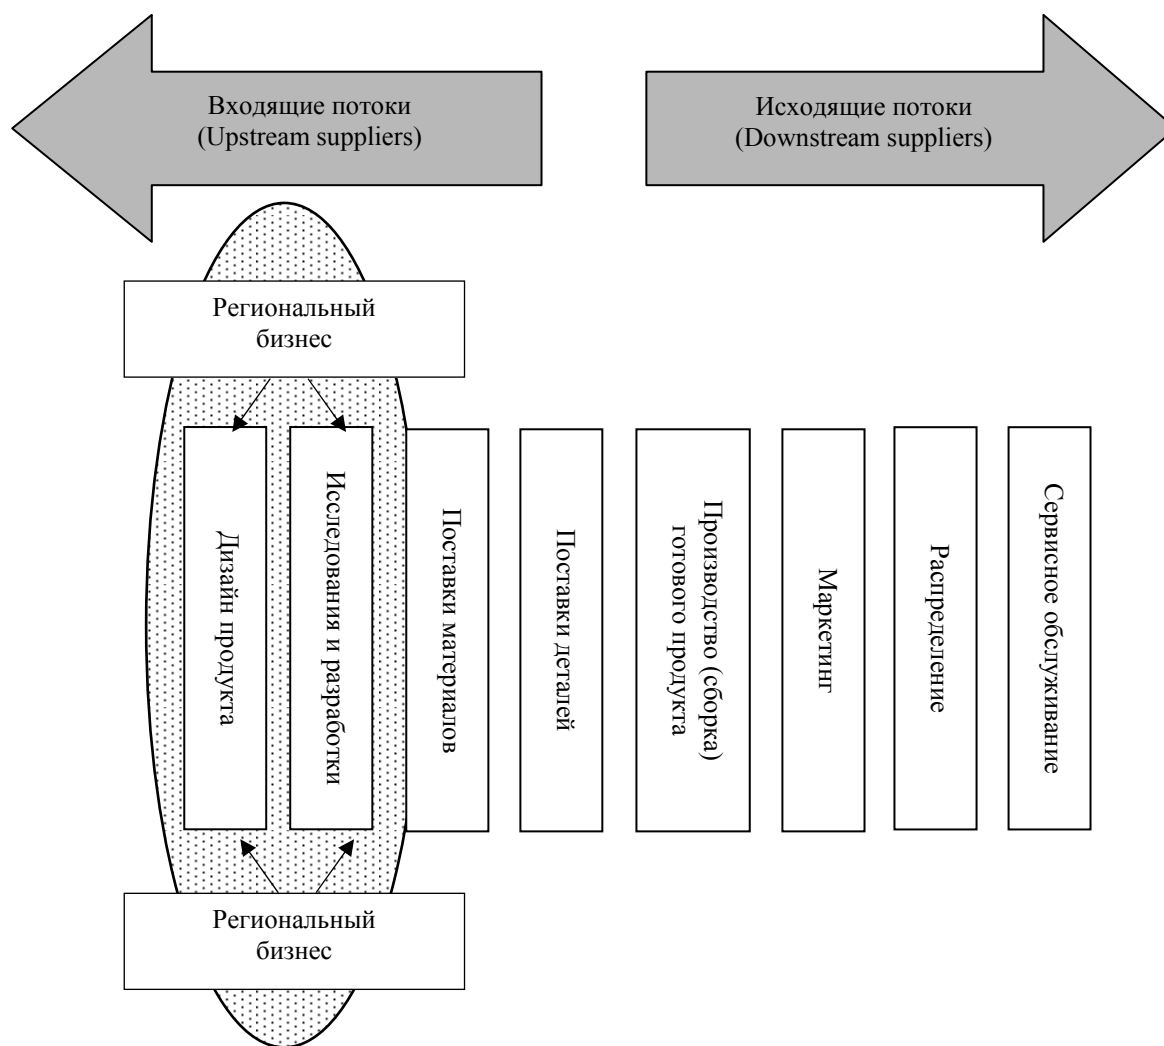 Входящие потоки
(Upstream suppliers)
Исходящие потоки
(Downstream suppliers)
Региональный
бизнес
Дизайн продукта
Исследования и разработки
Поставки материалов
Поставки деталей
Производство (сборка)
готового продукта
Маркетинг
Распределение
Сервисное обслуживание
Региональный
бизнес